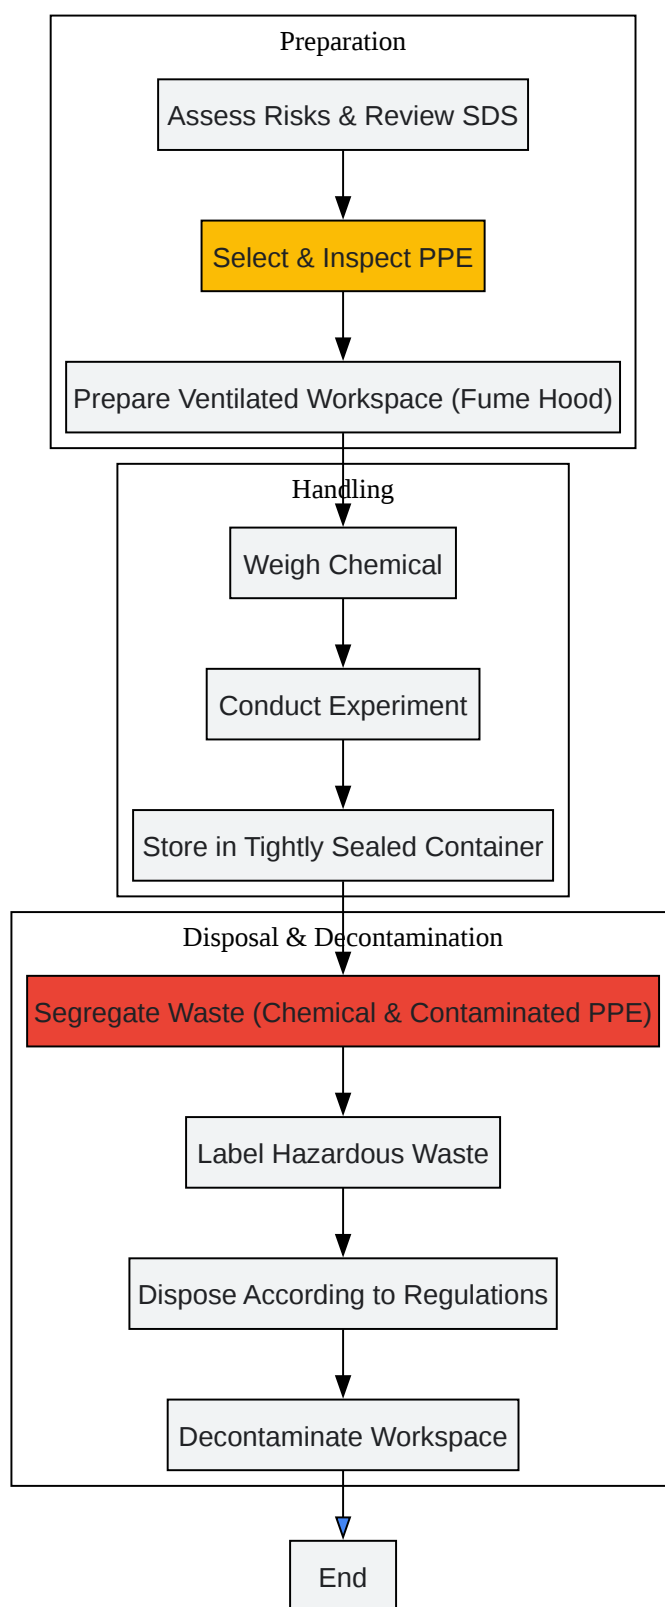 Preparation
Assess Risks & Review SDS
Select & Inspect PPE
Prepare Ventilated Workspace (Fume Hood)
Handling
Weigh Chemical
Conduct Experiment
Store in Tightly Sealed Container
Disposal & Decontamination
Segregate Waste (Chemical & Contaminated PPE)
Label Hazardous Waste
Dispose According to Regulations
Decontaminate Workspace
End